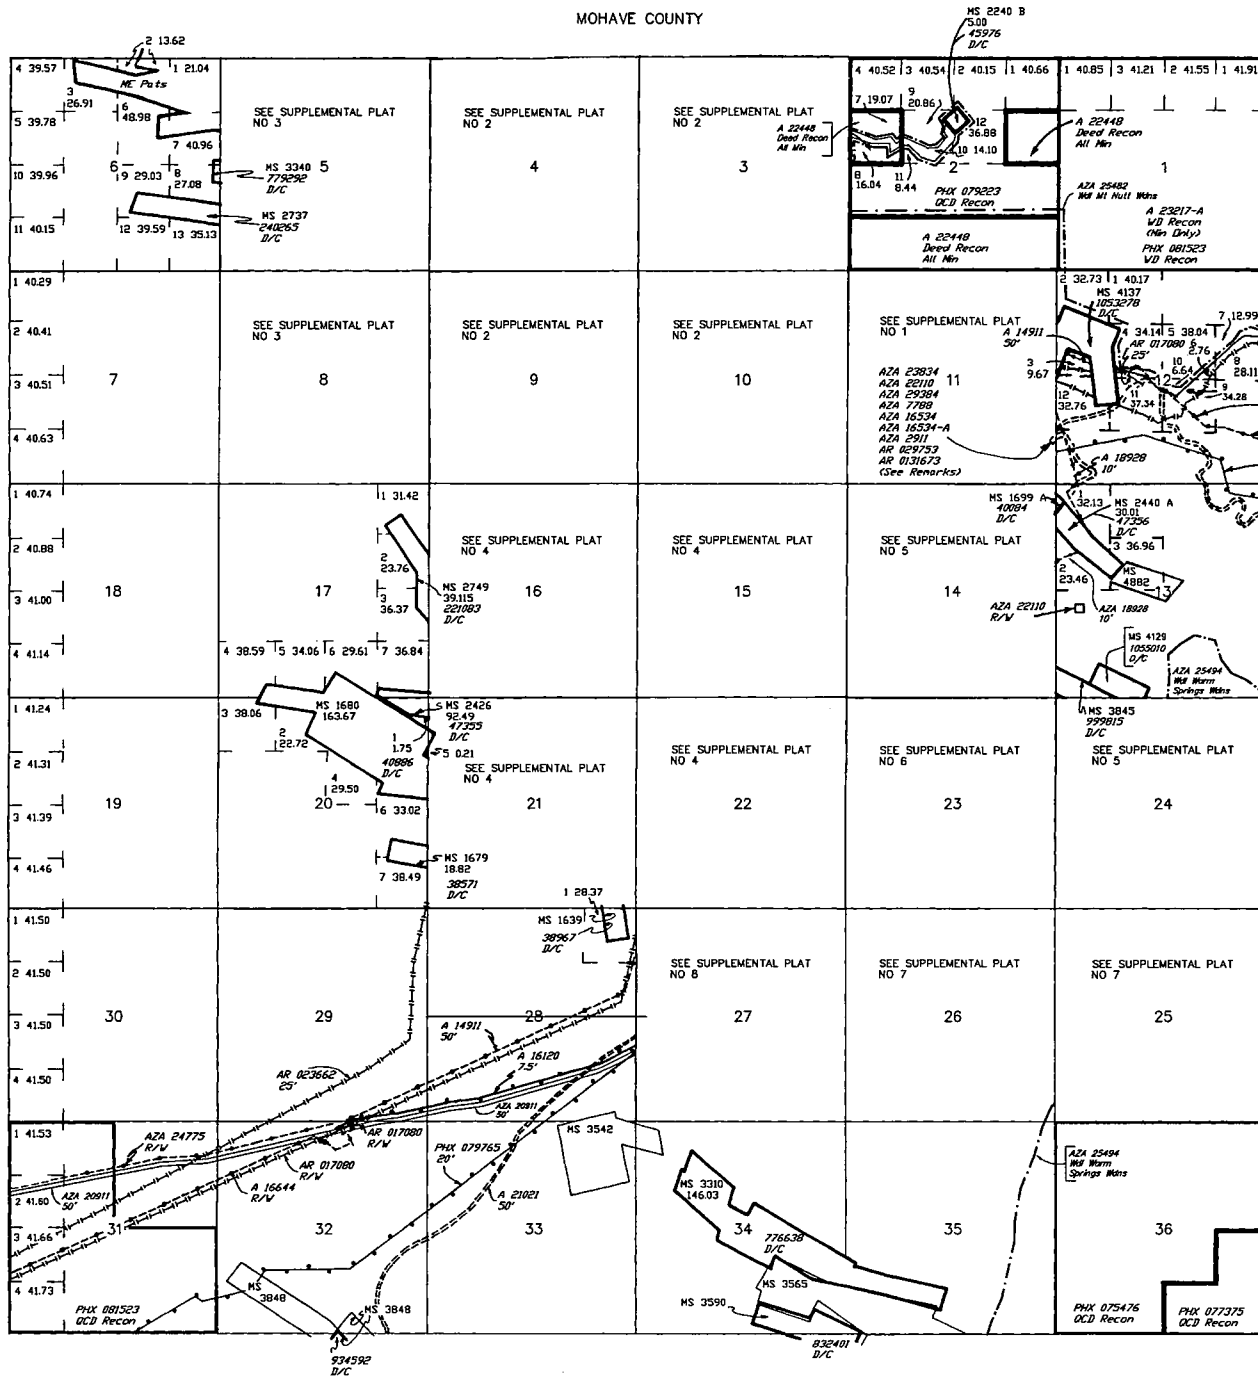 MOHAVE COUNTY
MS 2240 B
5.00
45976
D/C
2 13.62
4 39.57
1 21.04
ME Pats
3
26.91
6
48.98
5 39.78
7 40.96
6
10 39.96
9 29.03
8
27.08
MS 3340
779292
D/C
MS 2737
240265
D/C
11 40.15
12 39.59
13 35.13
SEE SUPPLEMENTAL PLAT
NO 3
5
SEE SUPPLEMENTAL PLAT
NO 2
4
SEE SUPPLEMENTAL PLAT
NO 2
3
4 40.52
3 40.54
2 40.15
1 40.66
7 19.07
9
20.86
12
36.88
A 22448
Deed Recon
All Min
10 14.10
8
16.04
11
8.44
2
PHX 079223
QCD Recon
A 22448
Deed Recon
All Min
1 40.85
3 41.21
2 41.55
1 41.91
A 22448
Deed Recon
All Min
1
AZA 25482
Wdl Mt Nutt Wdns
A 23217-A
WD Recon
(Min Only)
PHX 081523
WD Recon
1 40.29
2 40.41
3 40.51
4 40.63
7
SEE SUPPLEMENTAL PLAT
NO 3
8
SEE SUPPLEMENTAL PLAT
NO 2
9
SEE SUPPLEMENTAL PLAT
NO 2
10
SEE SUPPLEMENTAL PLAT
NO 1
11
AZA 23834
AZA 22110
AZA 29384
AZA 7788
AZA 16534
AZA 16534-A
AZA 2911
AR 029753
AR 0131673
(See Remarks)
2 32.73
1 40.17
MS 4137
1053278
D/C
A 14911
50'
4 34.14
5 38.04
7 12.99
AR 017080
25'
6
2.76
3
9.67
10
6.64
8
28.11
12
9
34.28
12
32.76
11
37.34
A 18928
10'
1 40.74
2 40.88
3 41.00
4 41.14
18
1 31.42
2
23.76
3
36.37
17
MS 2749
39.115
221083
D/C
4 38.59
5 34.06
6 29.61
7 36.84
SEE SUPPLEMENTAL PLAT
NO 4
16
SEE SUPPLEMENTAL PLAT
NO 4
15
SEE SUPPLEMENTAL PLAT
NO 5
14
MS 1699 A
40084
D/C
1
32.13
MS 2440 A
30.01
47356
D/C
3 36.96
2
23.46
MS
4882
13
AZA 22110
R/W
AZA 18928
10'
MS 4129
1055010
D/C
AZA 25494
Wdl Warm
Springs Wdns
1 41.24
2 41.31
3 41.39
4 41.46
19
3 38.06
MS 1680
163.67
MS 2426
92.49
47355
D/C
2
22.72
1
1.75
40886
D/C
5 0.21
4
29.50
20
6 33.02
MS 1679
18.82
38571
D/C
7 38.49
SEE SUPPLEMENTAL PLAT
NO 4
21
SEE SUPPLEMENTAL PLAT
NO 4
22
SEE SUPPLEMENTAL PLAT
NO 6
23
MS 3845
999815
D/C
SEE SUPPLEMENTAL PLAT
NO 5
24
1 41.50
2 41.50
3 41.50
4 41.50
30
29
1 28.37
MS 1639
38967
D/C
28
A 14911
50'
A 16120
7.5'
AR 023662
25'
AZA 20911
50'
SEE SUPPLEMENTAL PLAT
NO 8
27
SEE SUPPLEMENTAL PLAT
NO 7
26
SEE SUPPLEMENTAL PLAT
NO 7
25
1 41.53
AZA 24775
R/W
AR 017080
R/W
AR 017080
R/W
PHX 079765
20'
2 41.60
AZA 20911
50'
A 16644
R/W
A 21021
50'
3 41.66
31
4 41.73
32
33
PHX 081523
QCD Recon
MS
3848
MS 3848
934592
D/C
MS 3542
MS 3310
146.03
34
776638
D/C
MS 3565
MS 3590
832401
D/C
35
AZA 25494
Wdl Warm
Springs Wdns
36
PHX 075476
QCD Recon
PHX 077375
QCD Recon